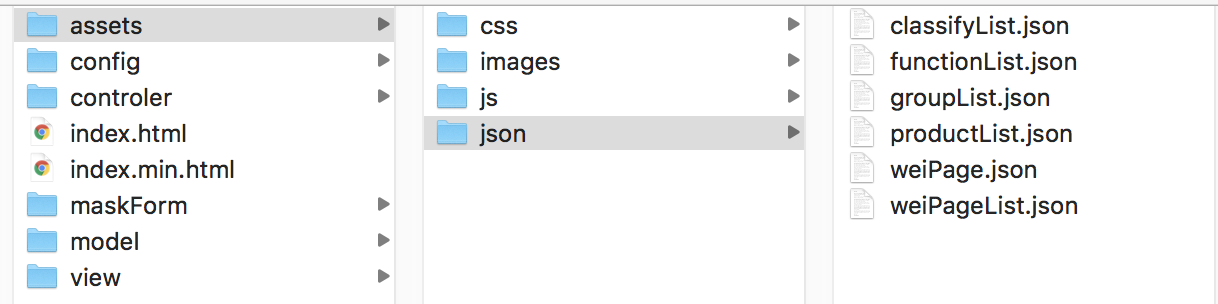 assets
config
controler
index.html
index.min.html
maskForm
model
view
css
images
js
json
classifyList.json
functionList.json
groupList.json
productList.json
weiPage.json
weiPageList.json